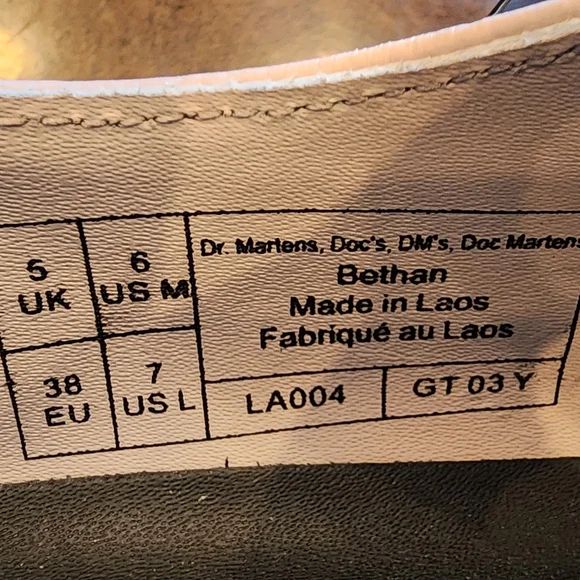 5
UK
6
US M
38
EU
7
US L
Dr. Martens, Doc's, DM's, Doc Martens
Bethan
Made in Laos
Fabriqué au Laos
LA004
GT 03 Y